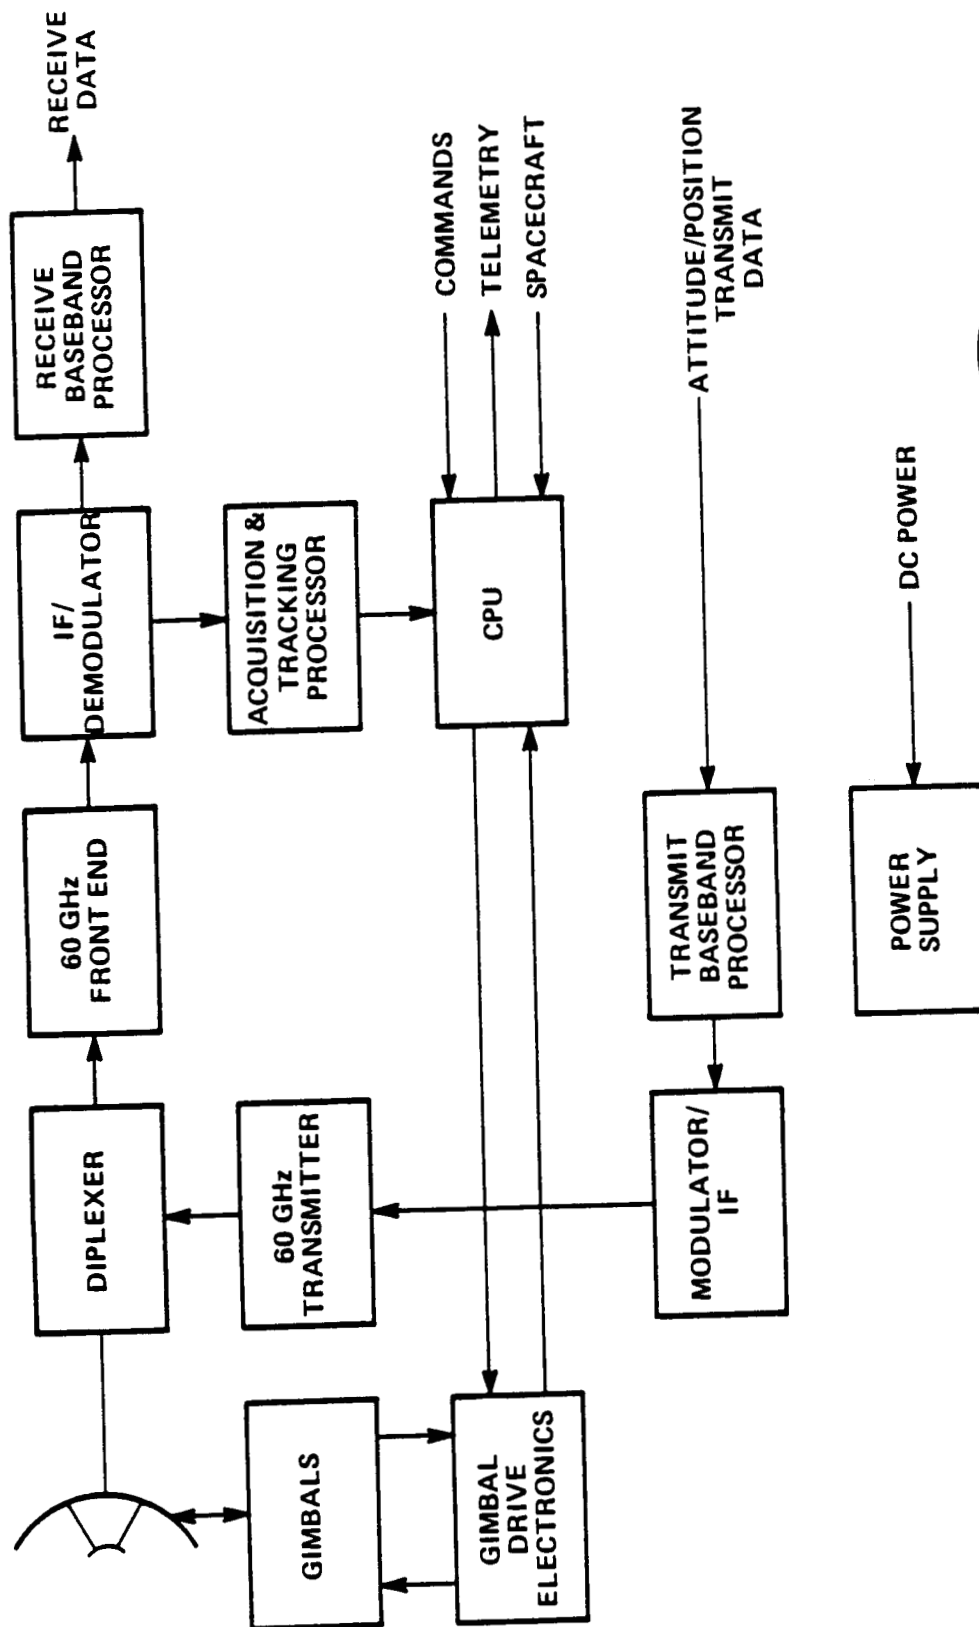 DIPLEXER
60 GHz
FRONT END
IF/
DEMODULATOR
RECEIVE
BASEBAND
PROCESSOR
RECEIVE
DATA
GIMBALS
60 GHz
TRANSMITTER
ACQUISITION &
TRACKING
PROCESSOR
GIMBAL
DRIVE
ELECTRONICS
CPU
COMMANDS
TELEMETRY
SPACECRAFT
MODULATOR/
IF
TRANSMIT
BASEBAND
PROCESSOR
ATTITUDE/POSITION
TRANSMIT
DATA
POWER
SUPPLY
DC POWER